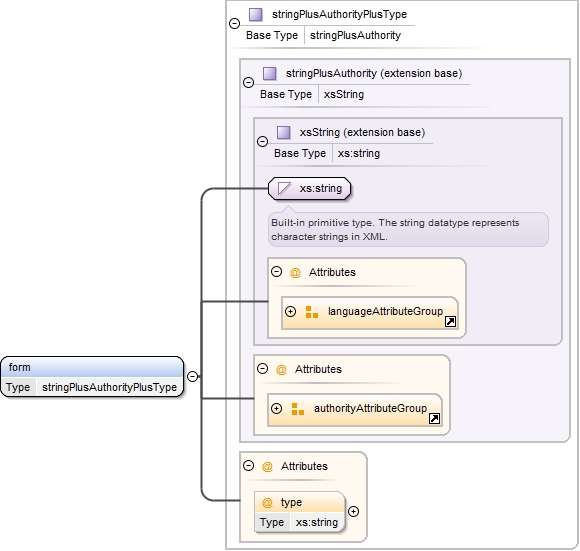 stringPlusAuthorityPlusType
Base Type stringPlusAuthority
stringPlusAuthority (extension base)
Base Type xsString
xsString (extension base)
Base Type xs:string
xs:string
Built-in primitive type. The string datatype represents
character strings in XML.
@ Attributes
languageAttributeGroup
form
Type stringPlusAuthorityPlusType
@ Attributes
authorityAttributeGroup
@ Attributes
@ type
Type xs:string